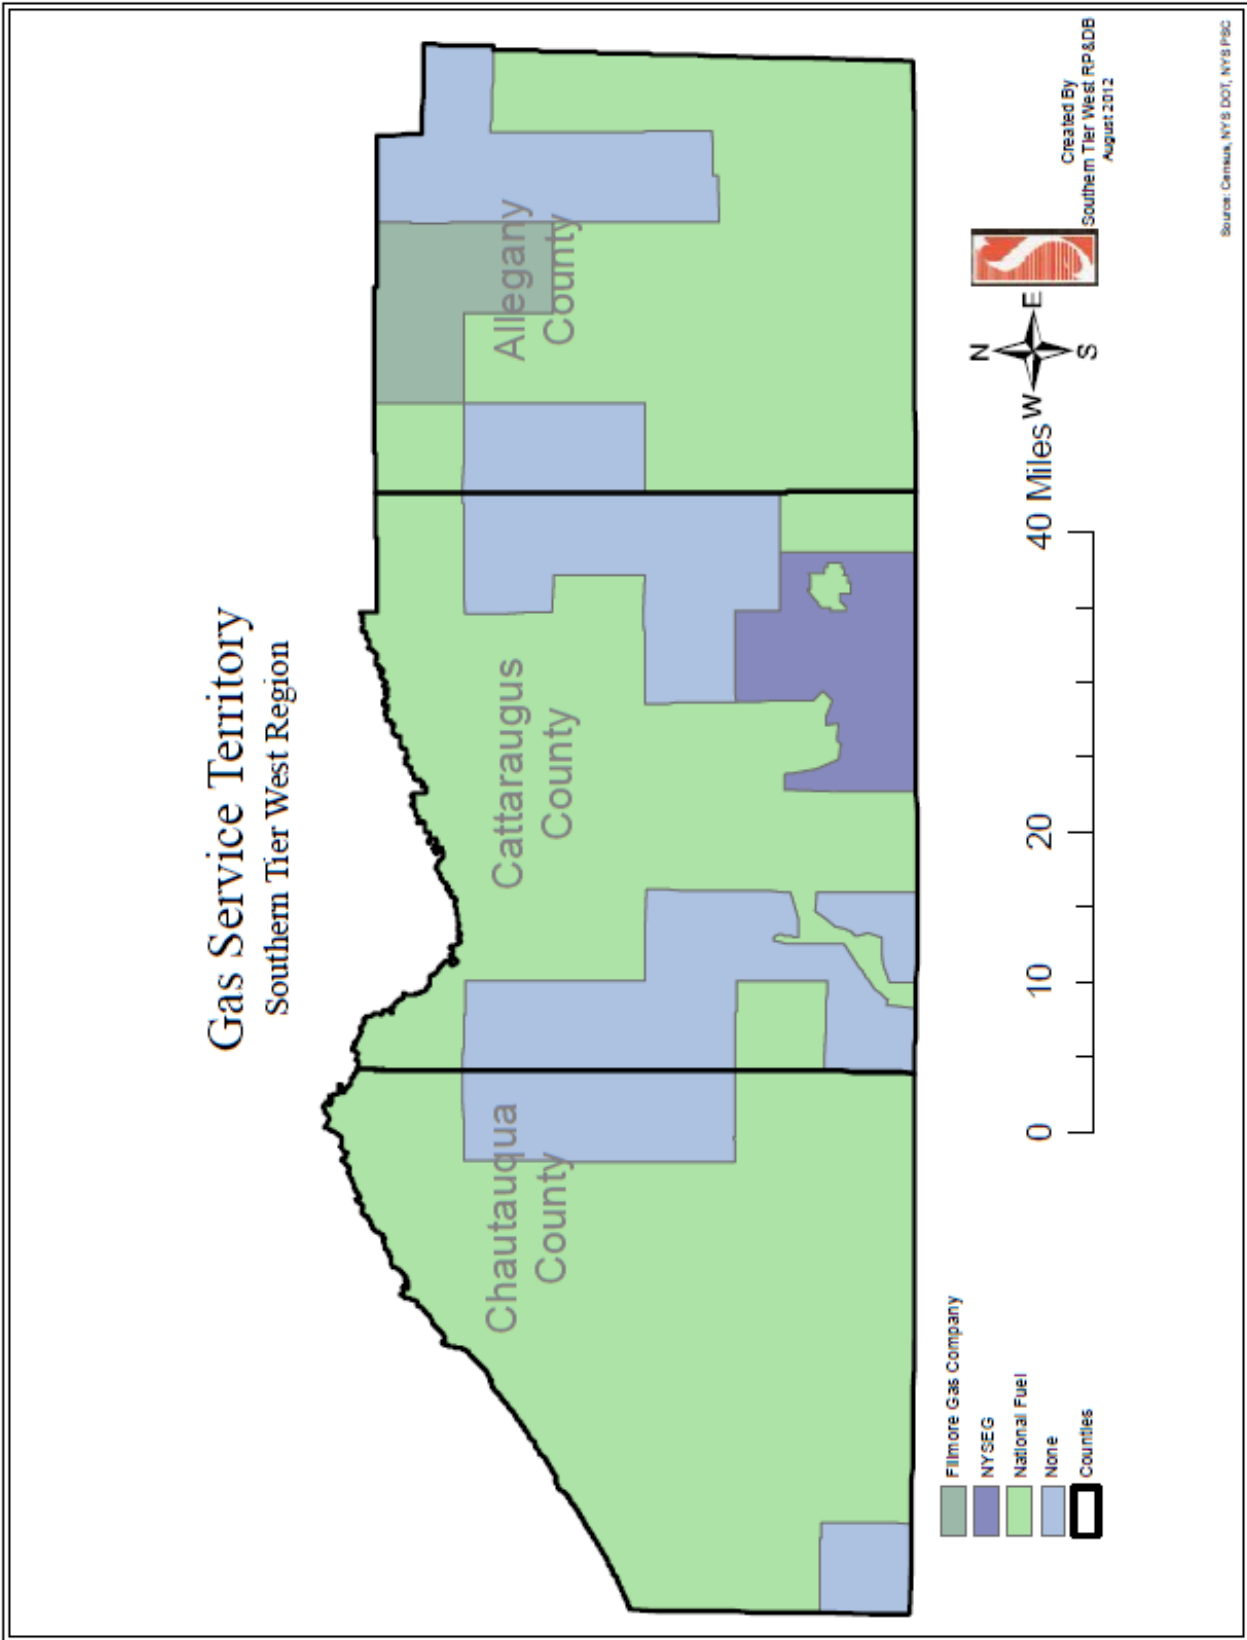 Gas Service Territory
Southern Tier West Region
Chautauqua
County
Cattaraugus
County
Allegany
County
Fillmore Gas Company
NYSEG
National Fuel
None
Counties
0
10
20
40 Miles
N
W
E
S
Created By
Southern Tier West RP&DB
August 2012
Source: Census, NYS DOT, NYS PSC